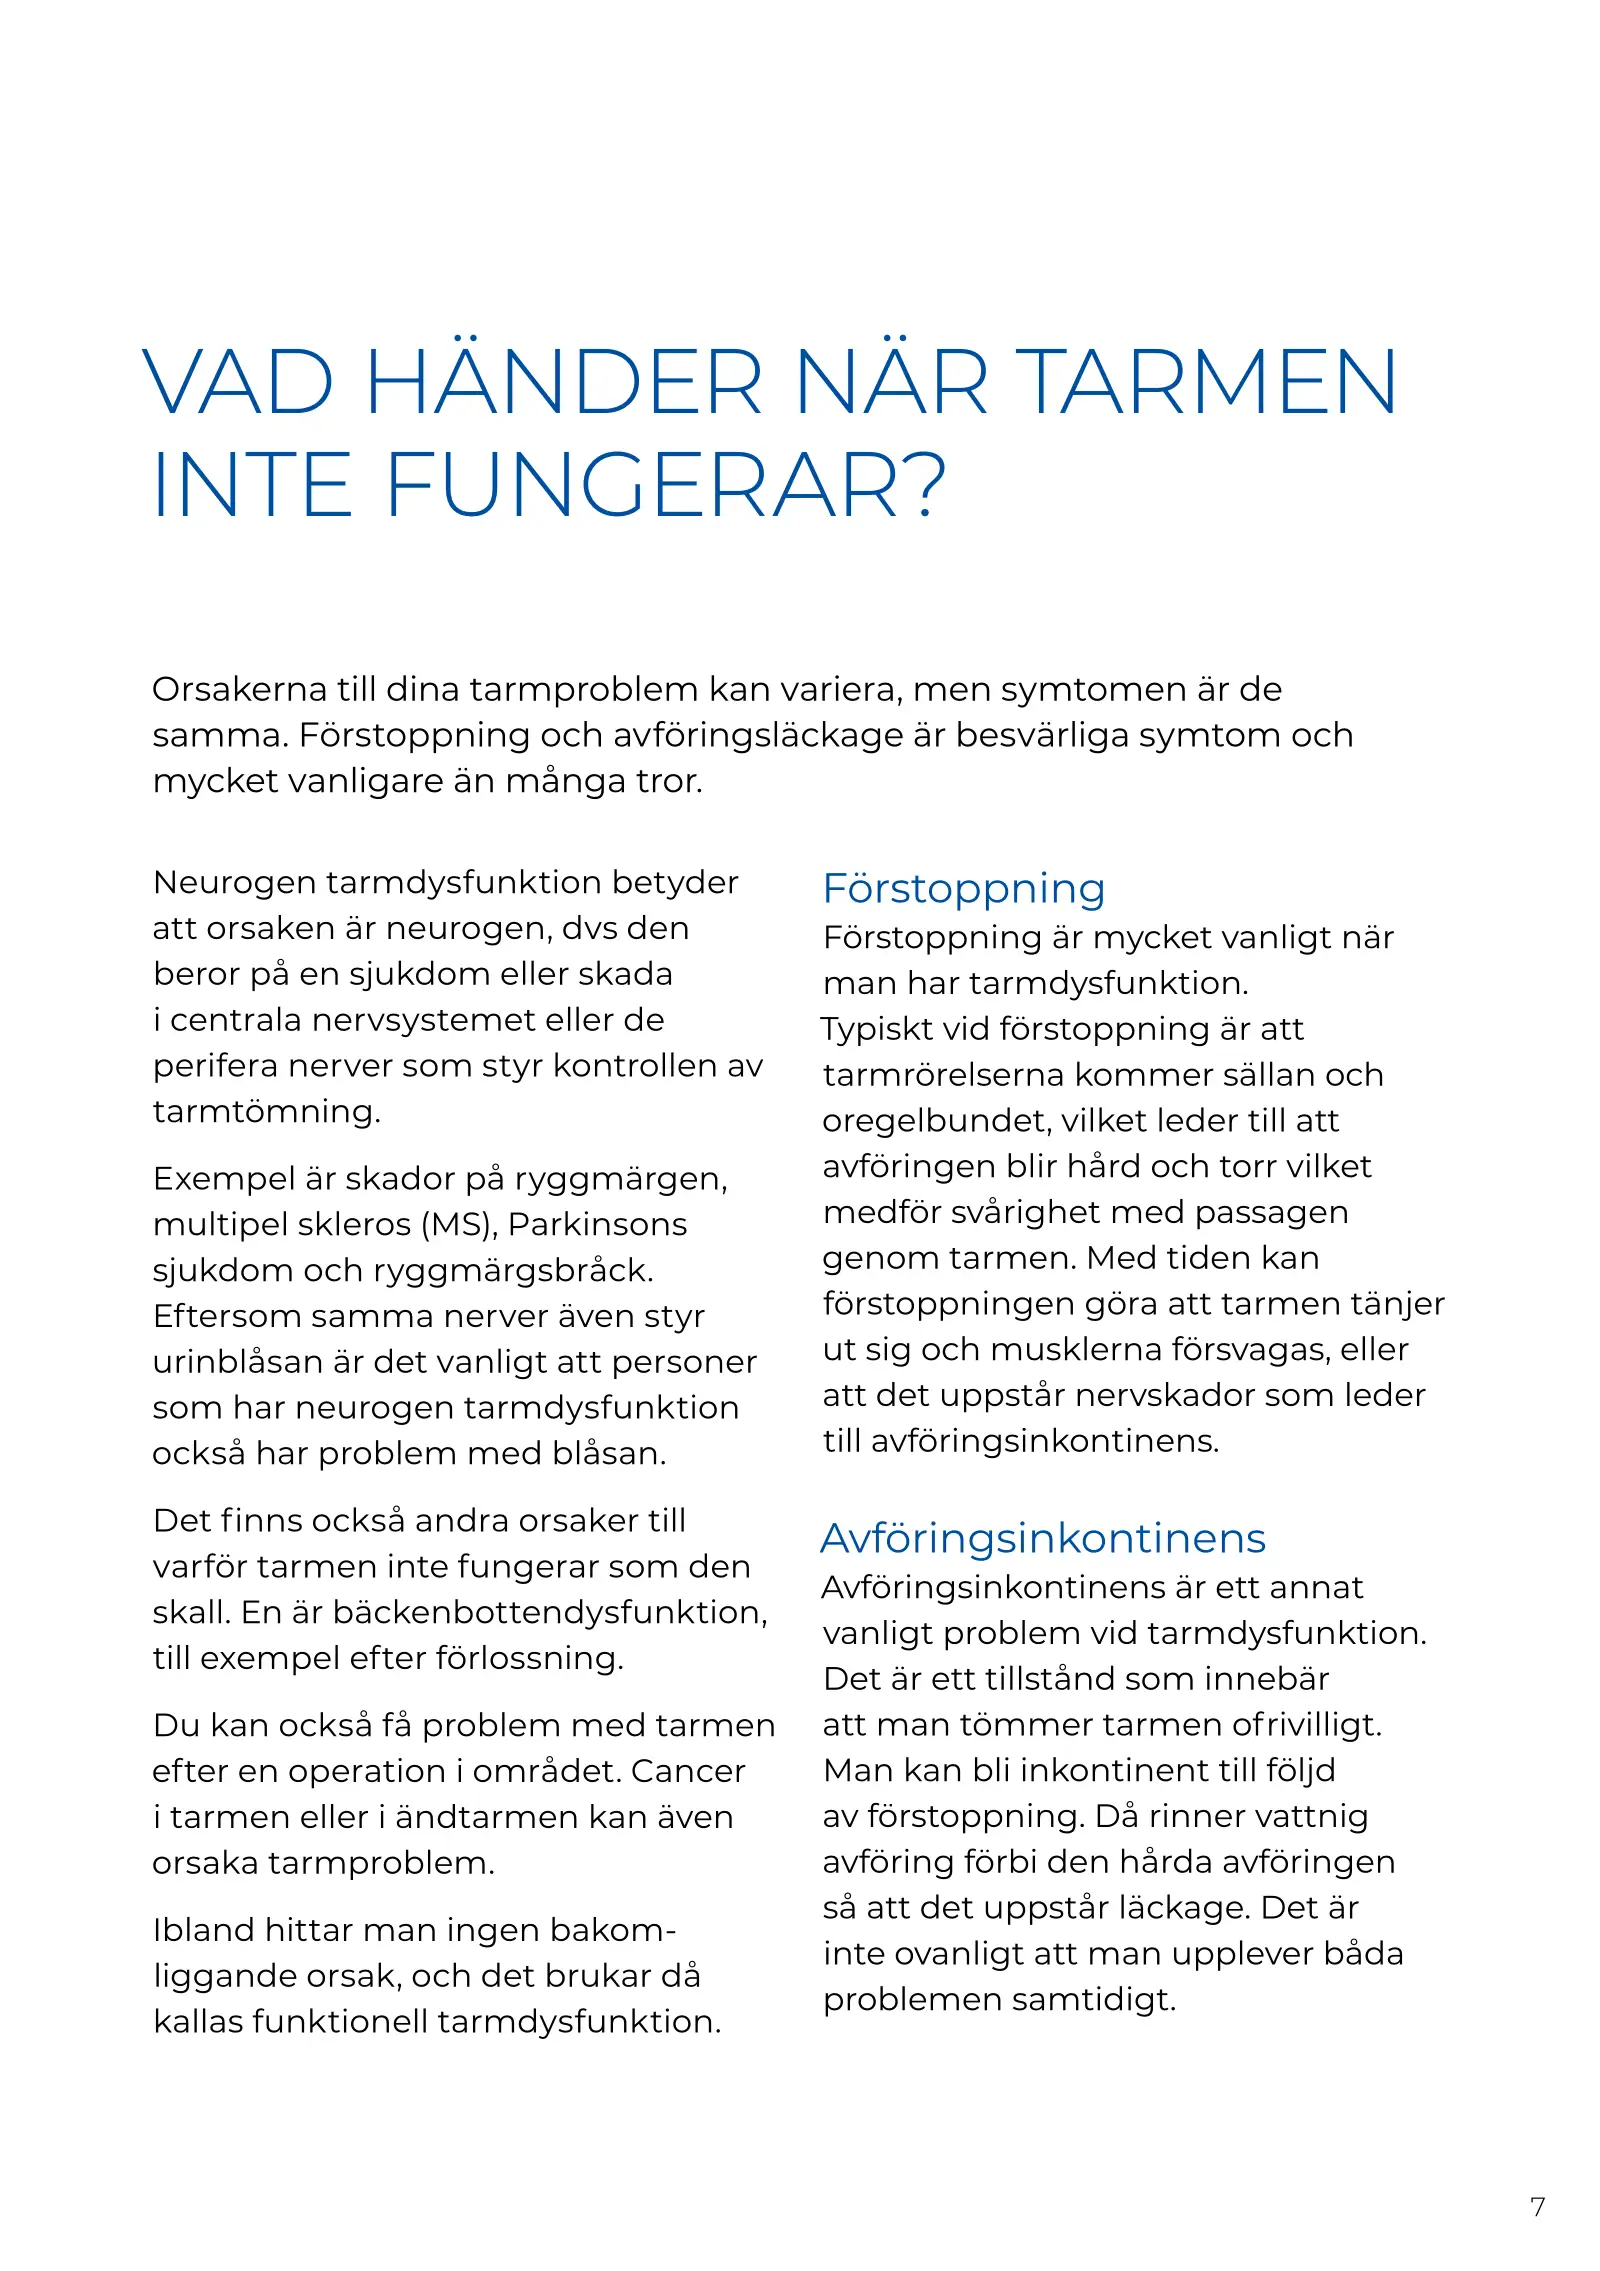 VAD HÄNDER NÄR TARMEN
INTE FUNGERAR?
Orsakerna till dina tarmproblem kan variera, men symtomen är de
samma. Förstoppning och avföringsläckage är besvärliga symtom och
mycket vanligare än många tror.
Neurogen tarmdysfunktion betyder
att orsaken är neurogen, dvs den
beror på en sjukdom eller skada
i centrala nervsystemet eller de
perifera nerver som styr kontrollen av
tarmtömning.
Exempel är skador på ryggmärgen,
multipel skleros (MS), Parkinsons
sjukdom och ryggmärgsbråck.
Eftersom samma nerver även styr
urinblåsan är det vanligt att personer
som har neurogen tarmdysfunktion
också har problem med blåsan.
Det finns också andra orsaker till
varför tarmen inte fungerar som den
skall. En är bäckenbottendysfunktion,
till exempel efter förlossning.
Du kan också få problem med tarmen
efter en operation i området. Cancer
i tarmen eller i ändtarmen kan även
orsaka tarmproblem.
Ibland hittar man ingen bakom-
liggande orsak, och det brukar då
kallas funktionell tarmdysfunktion.
Förstoppning
Förstoppning är mycket vanligt när
man har tarmdysfunktion.
Typiskt vid förstoppning är att
tarmrörelserna kommer sällan och
oregelbundet, vilket leder till att
avföringen blir hård och torr vilket
medför svårighet med passagen
genom tarmen. Med tiden kan
förstoppningen göra att tarmen tänjer
ut sig och musklerna försvagas, eller
att det uppstår nervskador som leder
till avföringsinkontinens.
Avföringsinkontinens
Avföringsinkontinens är ett annat
vanligt problem vid tarmdysfunktion.
Det är ett tillstånd som innebär
att man tömmer tarmen ofrivilligt.
Man kan bli inkontinent till följd
av förstoppning. Då rinner vattnig
avföring förbi den hårda avföringen
så att det uppstår läckage. Det är
inte ovanligt att man upplever båda
problemen samtidigt.
7